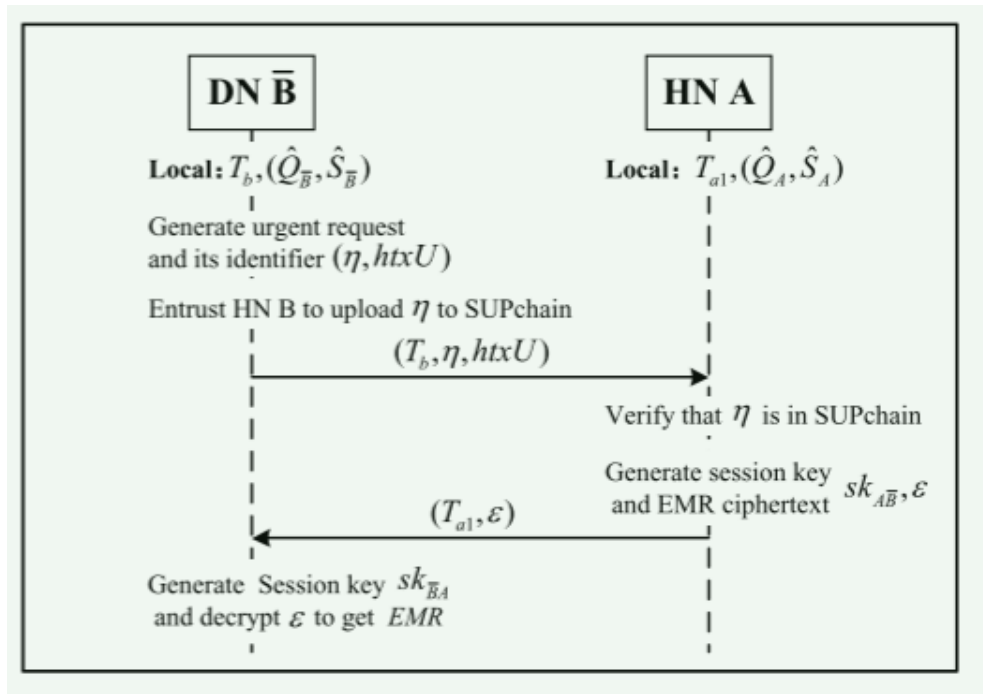 DN B̅
HN A
Local: T_b,(Q̂_B̅,Ŝ_B̅)
Local: T_a1,(Q̂_A,Ŝ_A)
Generate urgent request
and its identifier (η,htxU)
Entrust HN B to upload η to SUPchain
(T_b,η,htxU)
Verify that η is in SUPchain
Generate session key
and EMR ciphertext sk_AB̅,ε
(T_a1,ε)
Generate Session key sk_B̅A
and decrypt ε to get EMR